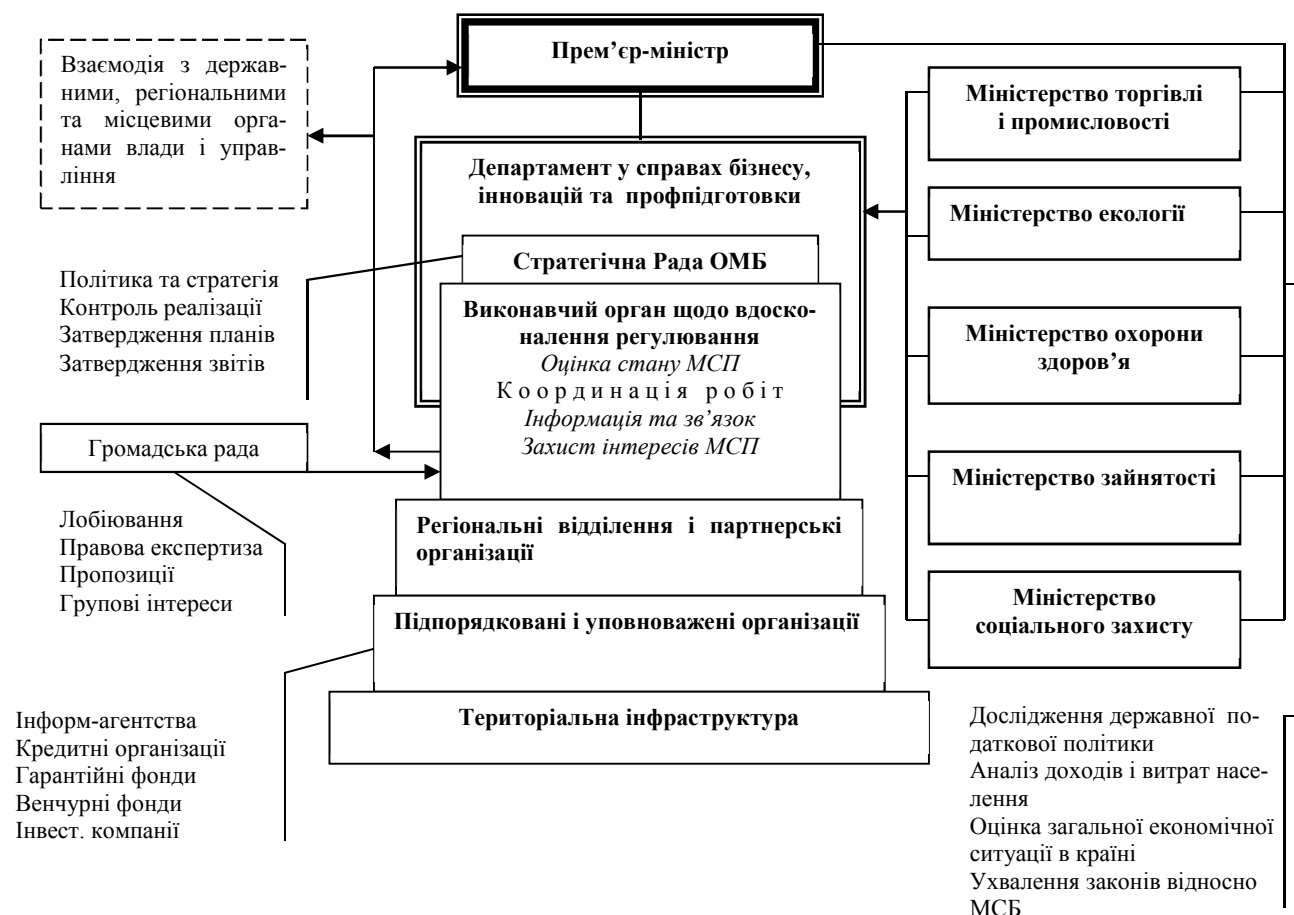 Прем’єр-міністр
Взаємодія з держав-
ними, регіональними
та місцевими орга-
нами влади і управ-
ління
Департамент у справах бізнесу,
інновацій та профпідготовки
Стратегічна Рада ОМБ
Політика та стратегія
Контроль реалізації
Затвердження планів
Затвердження звітів
Виконавчий орган щодо вдоско-
налення регулювання
Оцінка стану МСП
Координація робіт
Інформація та зв’язок
Захист інтересів МСП
Громадська рада
Лобіювання
Правова експертиза
Пропозиції
Групові інтереси
Регіональні відділення і партнерські
організації
Підпорядковані і уповноважені організації
Територіальна інфраструктура
Інформ-агентства
Кредитні організації
Гарантійні фонди
Венчурні фонди
Інвест. компанії
Міністерство торгівлі
і промисловості
Міністерство екології
Міністерство охорони
здоров’я
Міністерство зайнятості
Міністерство
соціального захисту
Дослідження державної по-
даткової політики
Аналіз доходів і витрат насе-
лення
Оцінка загальної економічної
ситуації в країні
Ухвалення законів відносно
МСБ